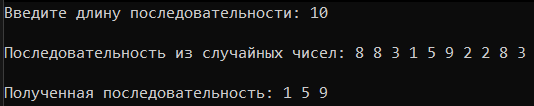 Введите длину последовательности: 10
Последовательность из случайных чисел: 8 8 3 1 5 9 2 2 8 3
Полученная последовательность: 1 5 9